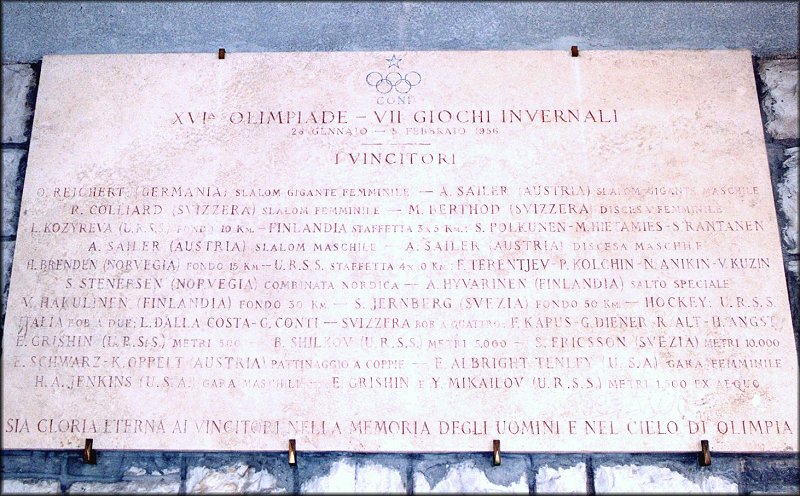 CONI
XVIª OLIMPIADE - VII GIOCHI INVERNALI
26 GENNAIO - 5 FEBBRAIO 1956
I VINCITORI
O. REICHERT (GERMANIA) SLALOM GIGANTE FEMMINILE — A. SAILER (AUSTRIA) SLALOM GIGANTE MASCHILE
R. COLLIARD (SVIZZERA) SLALOM FEMMINILE — M. BERTHOD (SVIZZERA) DISCESA FEMMINILE
L. KOZYREVA (U.R.S.S.) FONDO 10 KM. — FINLANDIA STAFFETTA 3x5 KM.: S. POLKUNEN - M. HIETAMIES - S. RANTANEN
A. SAILER (AUSTRIA) SLALOM MASCHILE — A. SAILER (AUSTRIA) DISCESA MASCHILE
H. BRENDEN (NORVEGIA) FONDO 15 KM. — U.R.S.S. STAFFETTA 4x10 KM.: F. TERENTJEV - P. KOLCHIN - N. ANIKIN - V. KUZIN
S. STENERSEN (NORVEGIA) COMBINATA NORDICA — A. HYVARINEN (FINLANDIA) SALTO SPECIALE
V. HAKULINEN (FINLANDIA) FONDO 30 KM. — S. JERNBERG (SVEZIA) FONDO 50 KM. — HOCKEY: U.R.S.S.
ITALIA BOB A DUE: L. DALLA COSTA - G. CONTI — SVIZZERA BOB A QUATTRO: F. KAPUS - G. DIENER - R. ALT - H. ANGST
E. GRISHIN (U.R.S.S.) METRI 500 — B. SHILKOV (U.R.S.S.) METRI 5.000 — S. ERICSSON (SVEZIA) METRI 10.000
E. SCHWARZ - K. OPPELT (AUSTRIA) PATTINAGGIO A COPPIE — E. ALBRIGHT TENLEY (U.S.A.) GARA FEMMINILE
H. A. JENKINS (U.S.A.) GARA MASCHILE — E. GRISHIN E Y. MIKAILOV (U.R.S.S.) METRI 1.500 EX AEQUO
SIA GLORIA ETERNA AI VINCITORI NELLA MEMORIA DEGLI UOMINI E NEL CIELO DI OLIMPIA